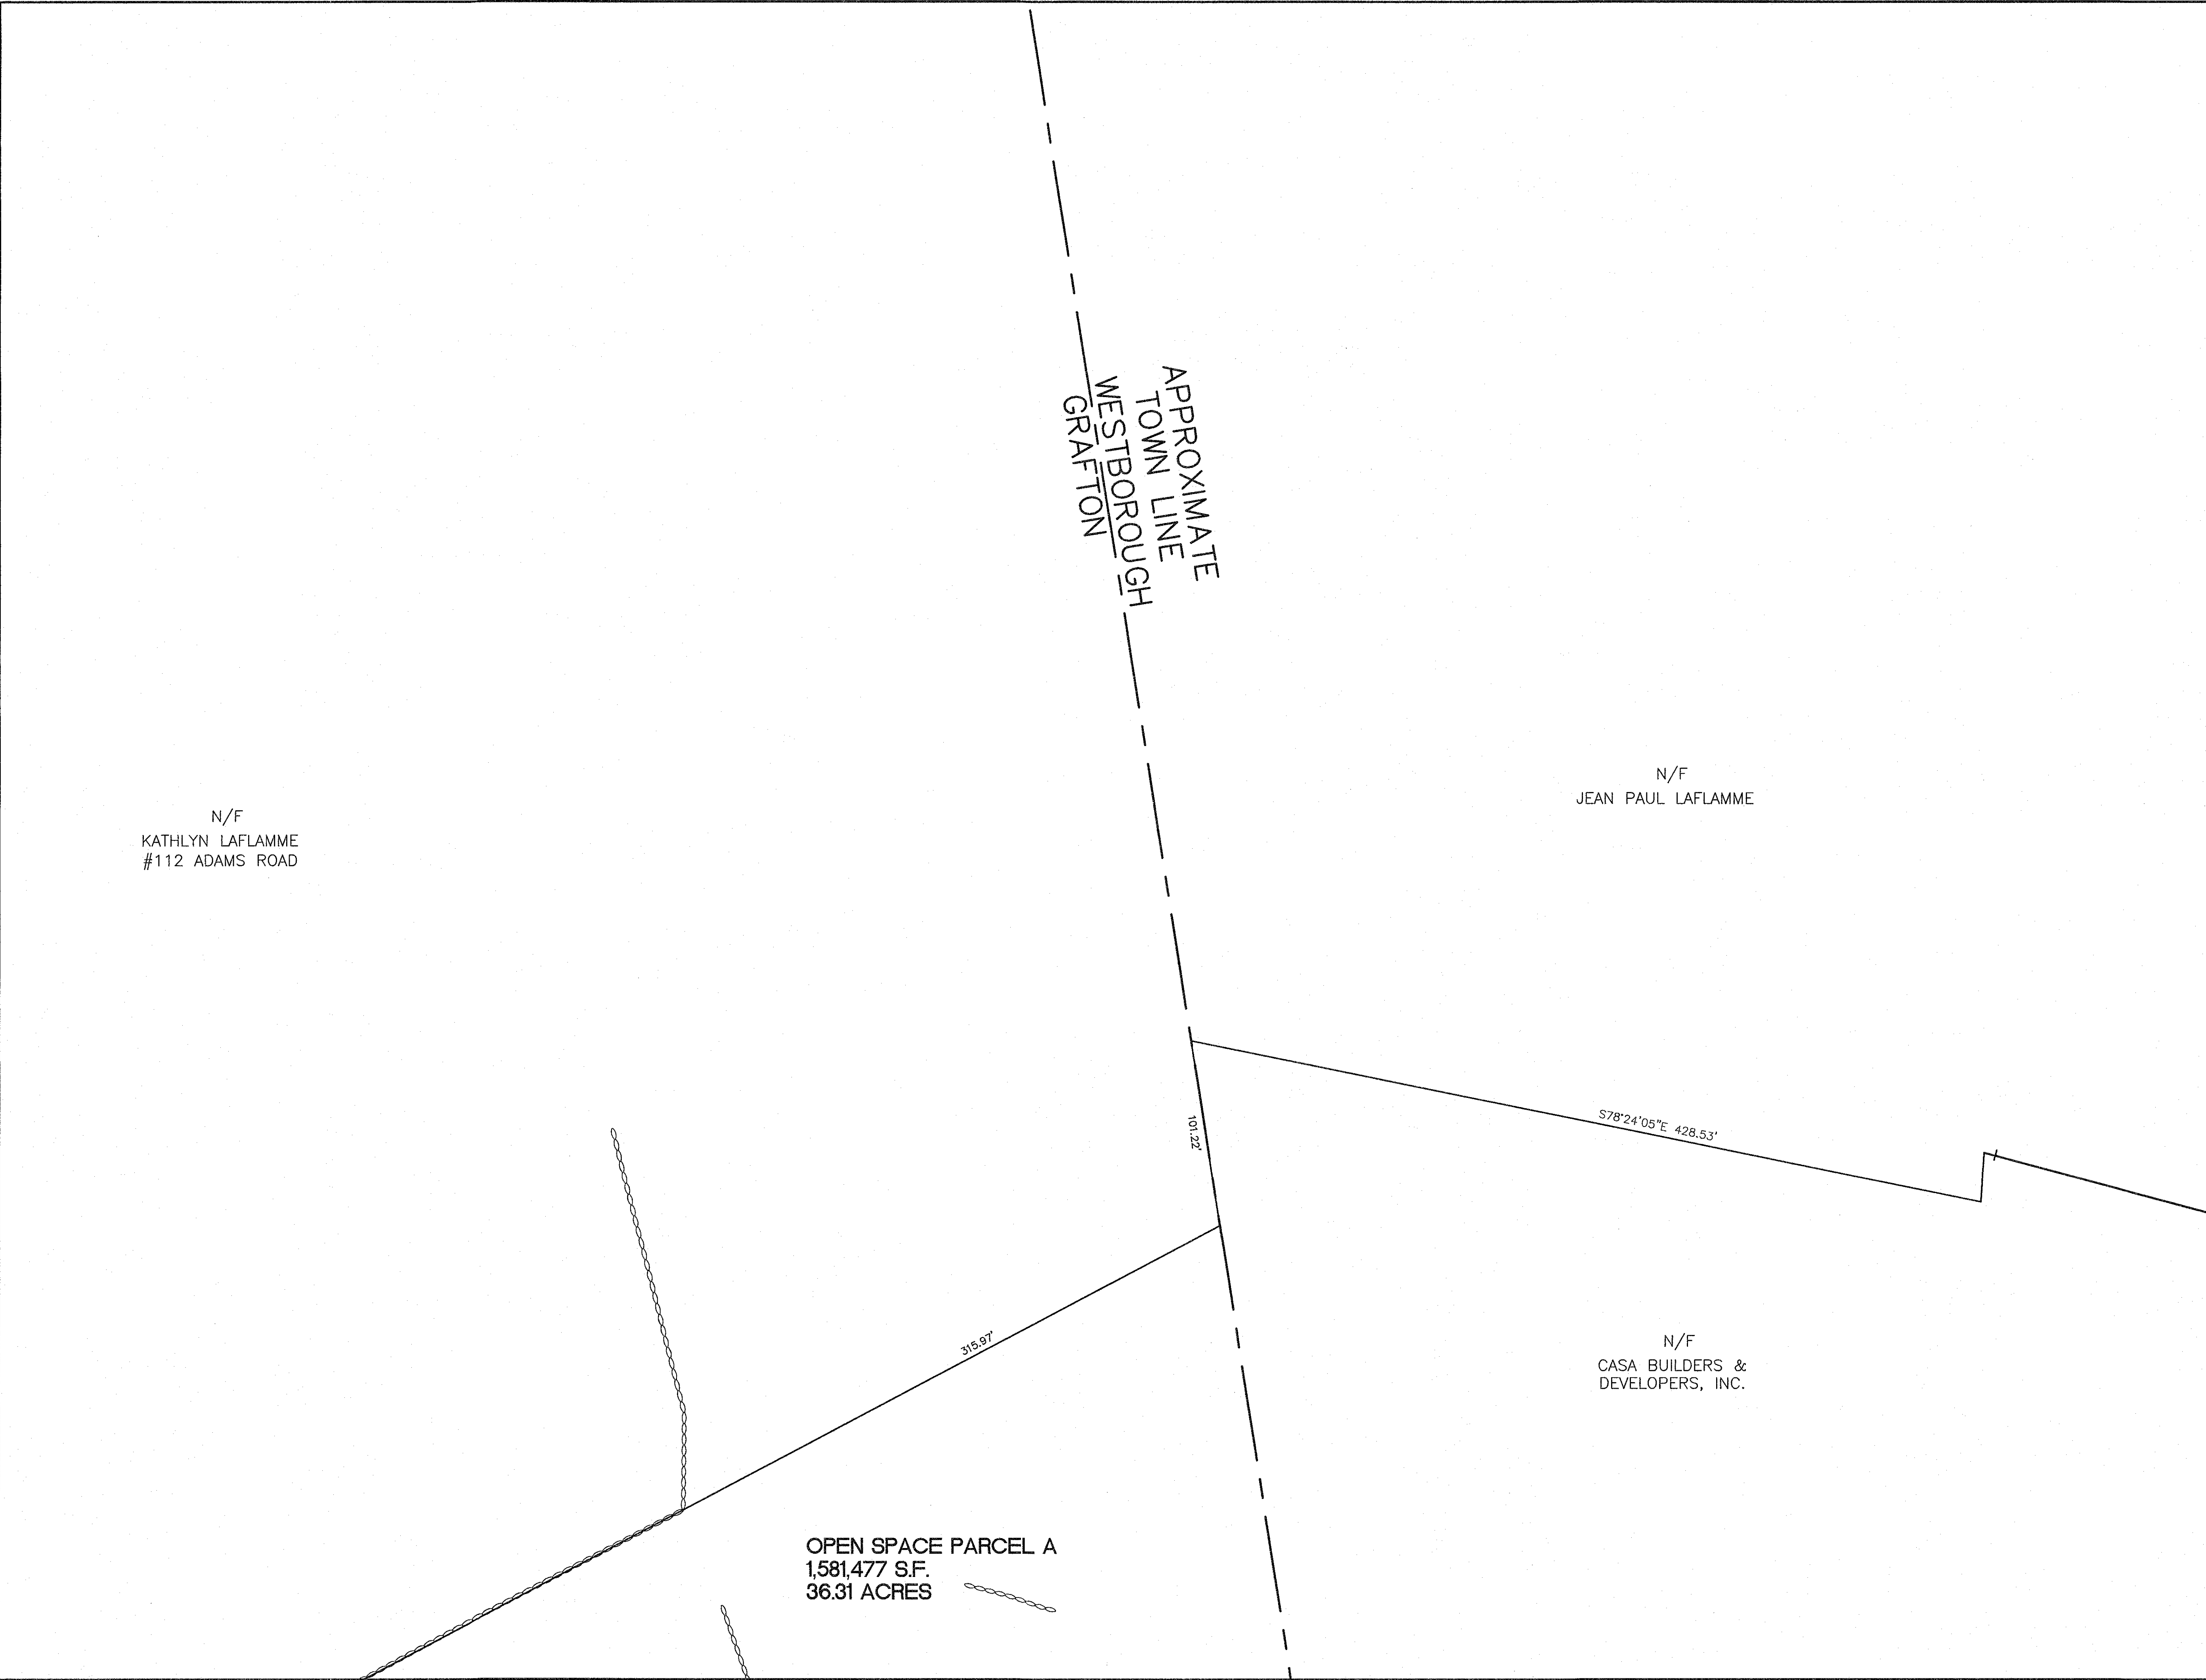 APPROXIMATE
TOWN LINE
WESTBOROUGH
GRAFTON
N/F
JEAN PAUL LAFLAMME
N/F
KATHLYN LAFLAMME
#112 ADAMS ROAD
101.22'
S78°24'05"E 428.53'
315.97'
N/F
CASA BUILDERS &
DEVELOPERS, INC.
OPEN SPACE PARCEL A
1,581,477 S.F.
36.31 ACRES